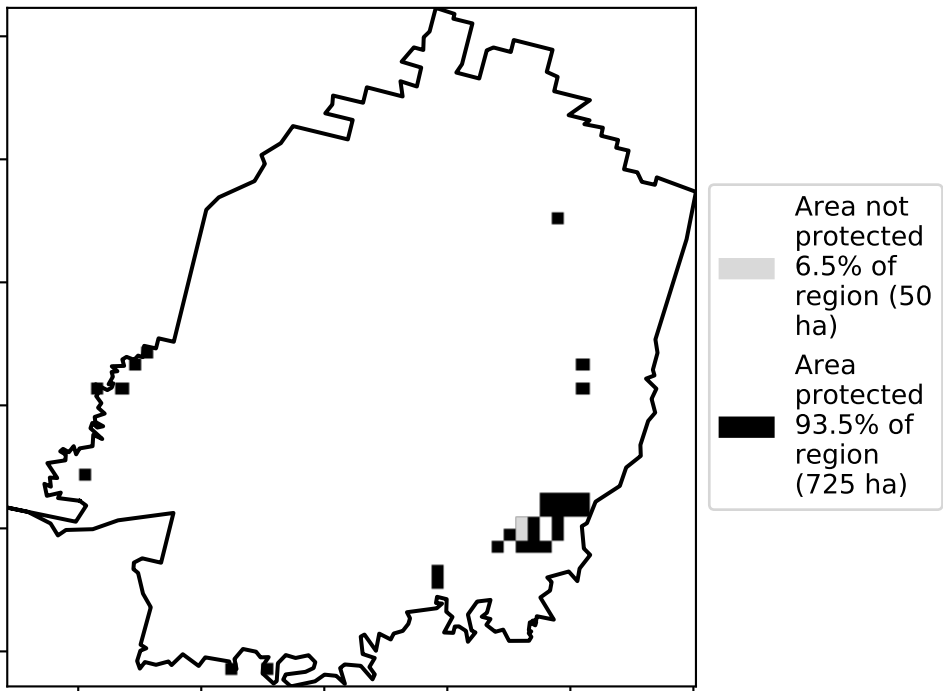 Area not
protected
6.5% of
region (50
ha)
Area
protected
93.5% of
region
(725 ha)